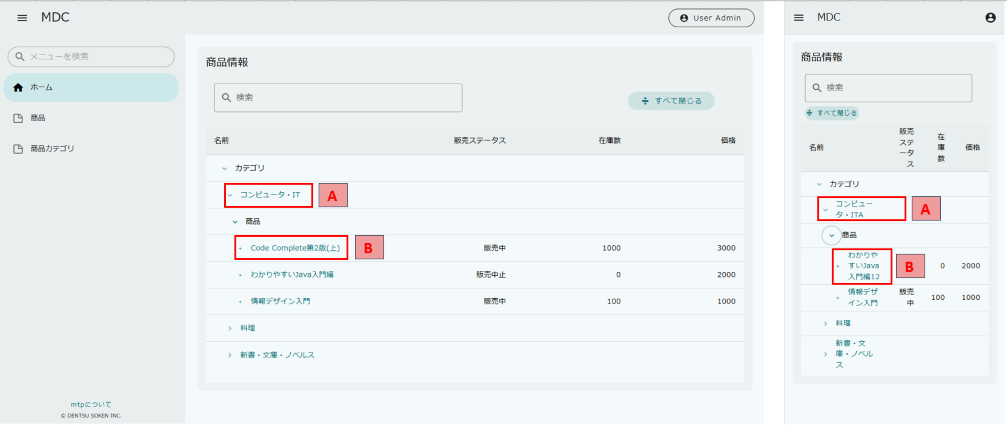 MDC
User Admin
メニューを検索
ホーム
商品
商品カテゴリ
mtpについて
© DENTSU SOKEN INC.
商品情報
検索
すべて閉じる
名前 販売ステータス 在庫数 価格
カテゴリ
コンピュータ・IT
A
商品
Code Complete第2版(上) 販売中 1000 3000
B
わかりやすいJava入門編 販売中止 0 2000
情報デザイン入門 販売中 100 1000
料理
新書・文庫・ノベルス
MDC
商品情報
検索
すべて閉じる
名前
販売
ステ
ータ
ス
在
庫
数
価格
カテゴリ
コンピュー
タ・ITA
A
商品
わかりや
すいJava
入門編12
B
0 2000
情報デザ
イン入門
販売
中
100 1000
料理
新書・文
庫・ノベル
ス